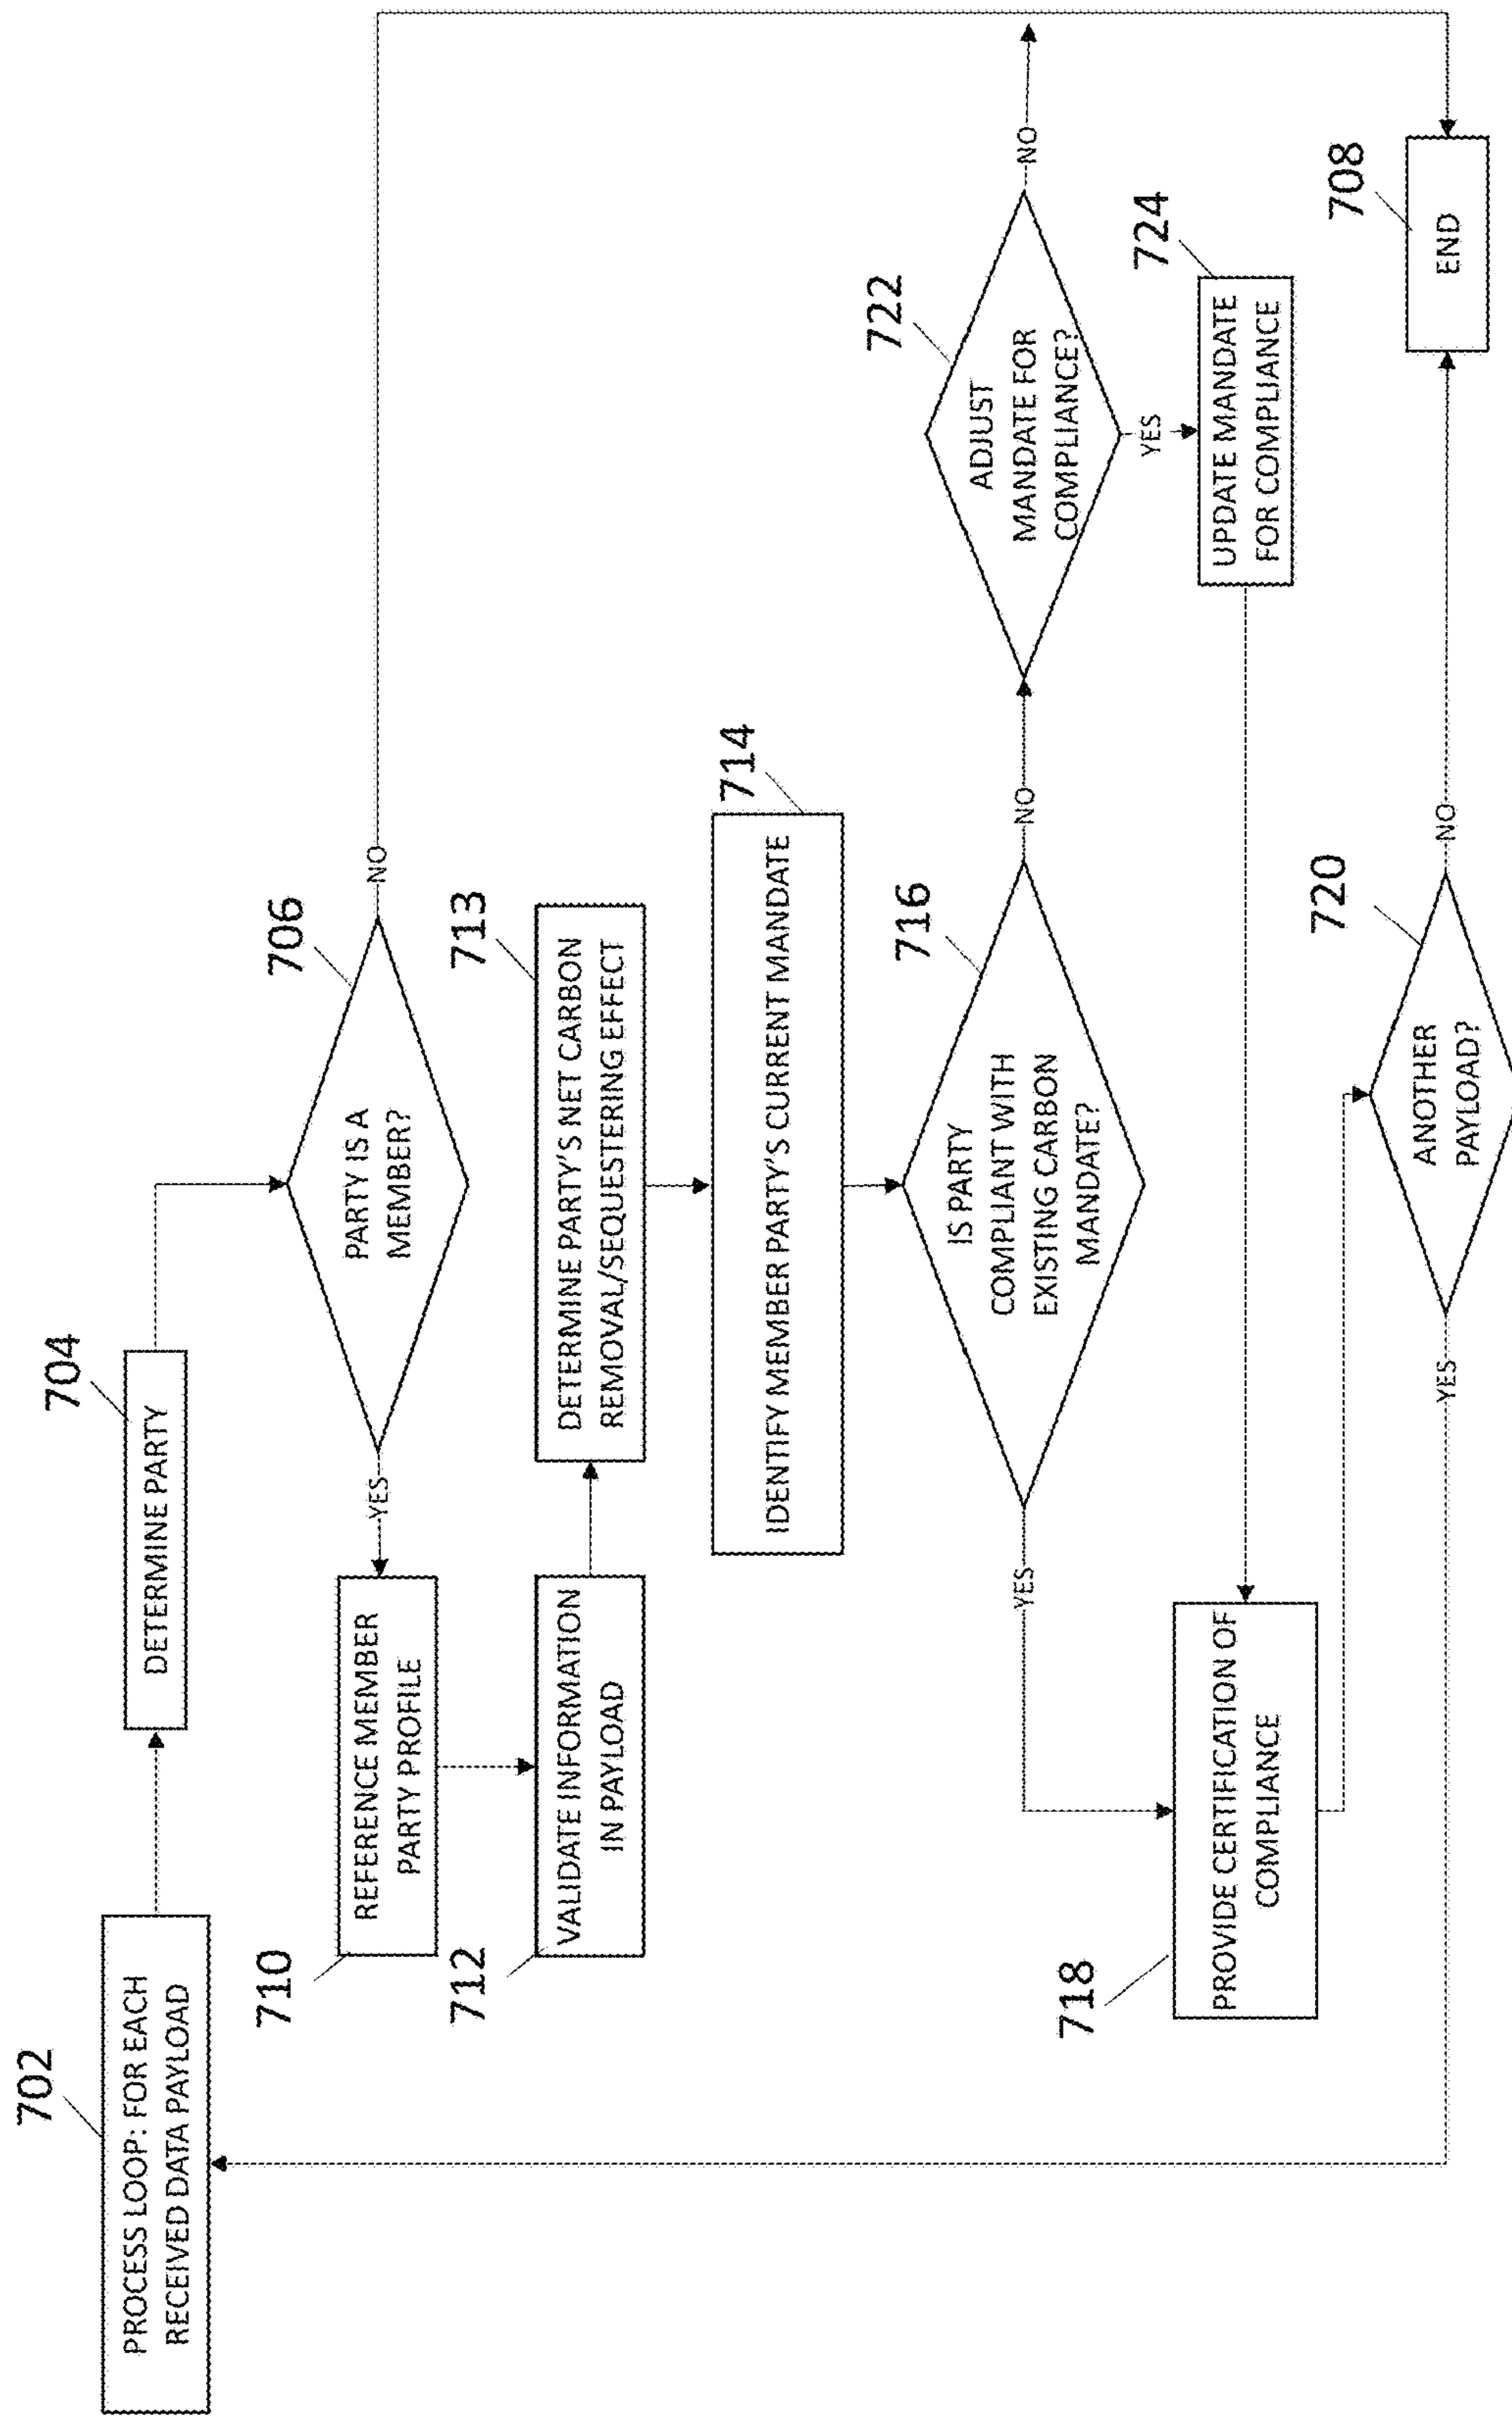 702
PROCESS LOOP: FOR EACH
RECEIVED DATA PAYLOAD
704
DETERMINE PARTY
706
PARTY IS A
MEMBER?
NO
YES
710
REFERENCE MEMBER
PARTY PROFILE
712
VALIDATE INFORMATION
IN PAYLOAD
713
DETERMINE PARTY'S NET CARBON
REMOVAL/SEQUESTERING EFFECT
714
IDENTIFY MEMBER PARTY'S CURRENT MANDATE
716
IS PARTY
COMPLIANT WITH
EXISTING CARBON
MANDATE?
YES
NO
722
ADJUST
MANDATE FOR
COMPLIANCE?
NO
YES
724
UPDATE MANDATE
FOR COMPLIANCE
718
PROVIDE CERTIFICATION OF
COMPLIANCE
720
ANOTHER
PAYLOAD?
YES
NO
708
END